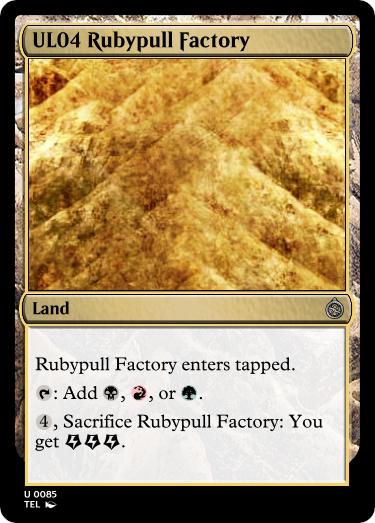 UL04 Rubypull Factory
Land
Rubypull Factory enters tapped.
: Add , , or .
4, Sacrifice Rubypull Factory: You
get .
U 0085
TEL